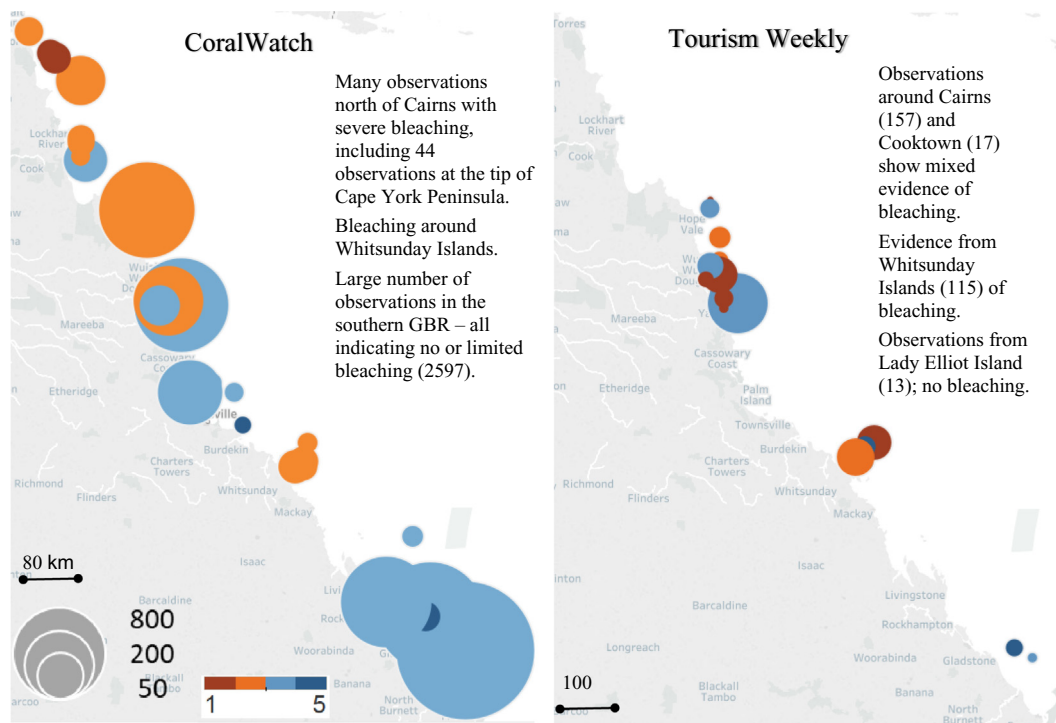 CoralWatch
Many observations
north of Cairns with
severe bleaching,
including 44
observations at the tip of
Cape York Peninsula.
Bleaching around
Whitsunday Islands.
Large number of
observations in the
southern GBR – all
indicating no or limited
bleaching (2597).
Lockhart
River
Cook
Mareeba
Cassowary
Etheridge
ville
Burdekin
Charters
Towers
Richmond
Flinders
Whitsunday
Mackay
Isaac
80 km
Barcaldine
Woorabinda
Banana
Blackall
Tambo
North
Burnett
800
200
50
1
5
Tourism Weekly
Observations
around Cairns
(157) and
Cooktown (17)
show mixed
evidence of
bleaching.
Evidence from
Whitsunday
Islands (115) of
bleaching.
Observations from
Lady Elliot Island
(13); no bleaching.
Torres
Lockhart
River
Cook
Hope
Vale
Mareeba
Cassowary
Coast
Etheridge
Palm
Island
Townsville
Burdekin
Charters
Towers
Richmond
Flinders
Whitsunday
Mackay
Isaac
Barcaldine
Livingstone
Rockhampton
Longreach
Woorabinda
Gladstone
Blackall
Tambo
Banana
North
Burnett
100